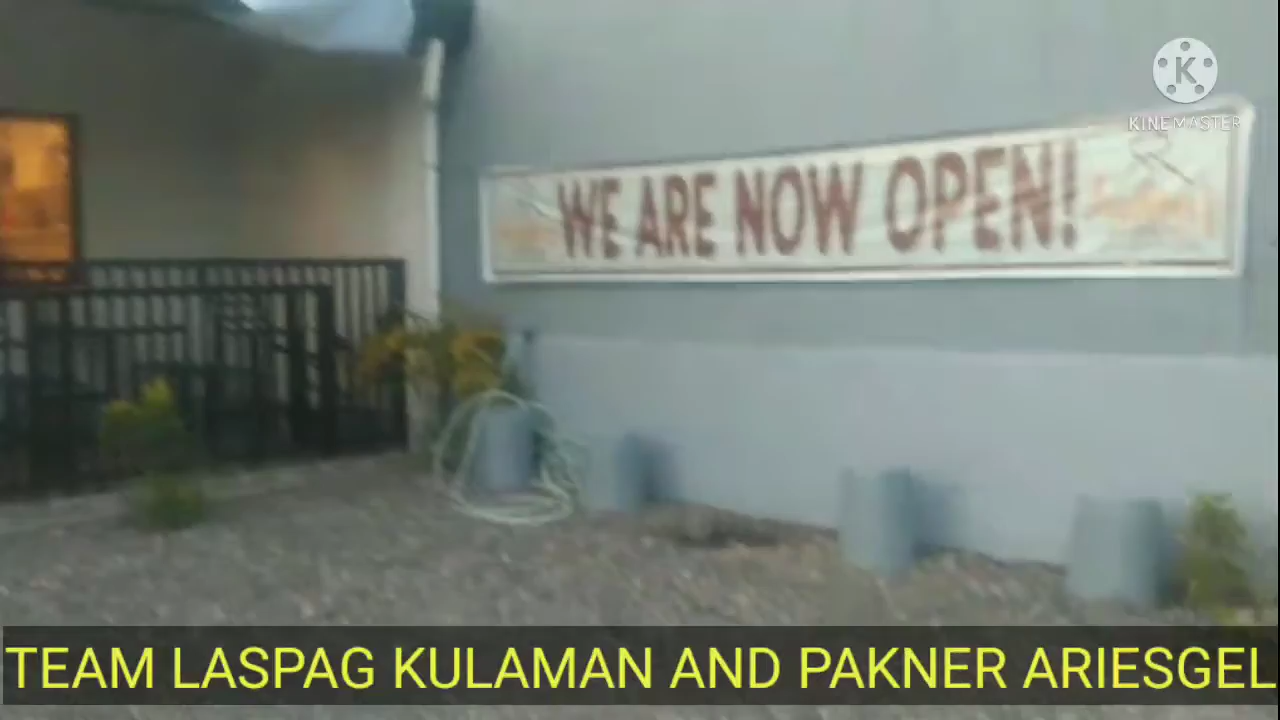 K
KINEMASTER
WE ARE NOW OPEN!
TEAM LASPAG KULAMAN AND PAKNER ARIESGEL